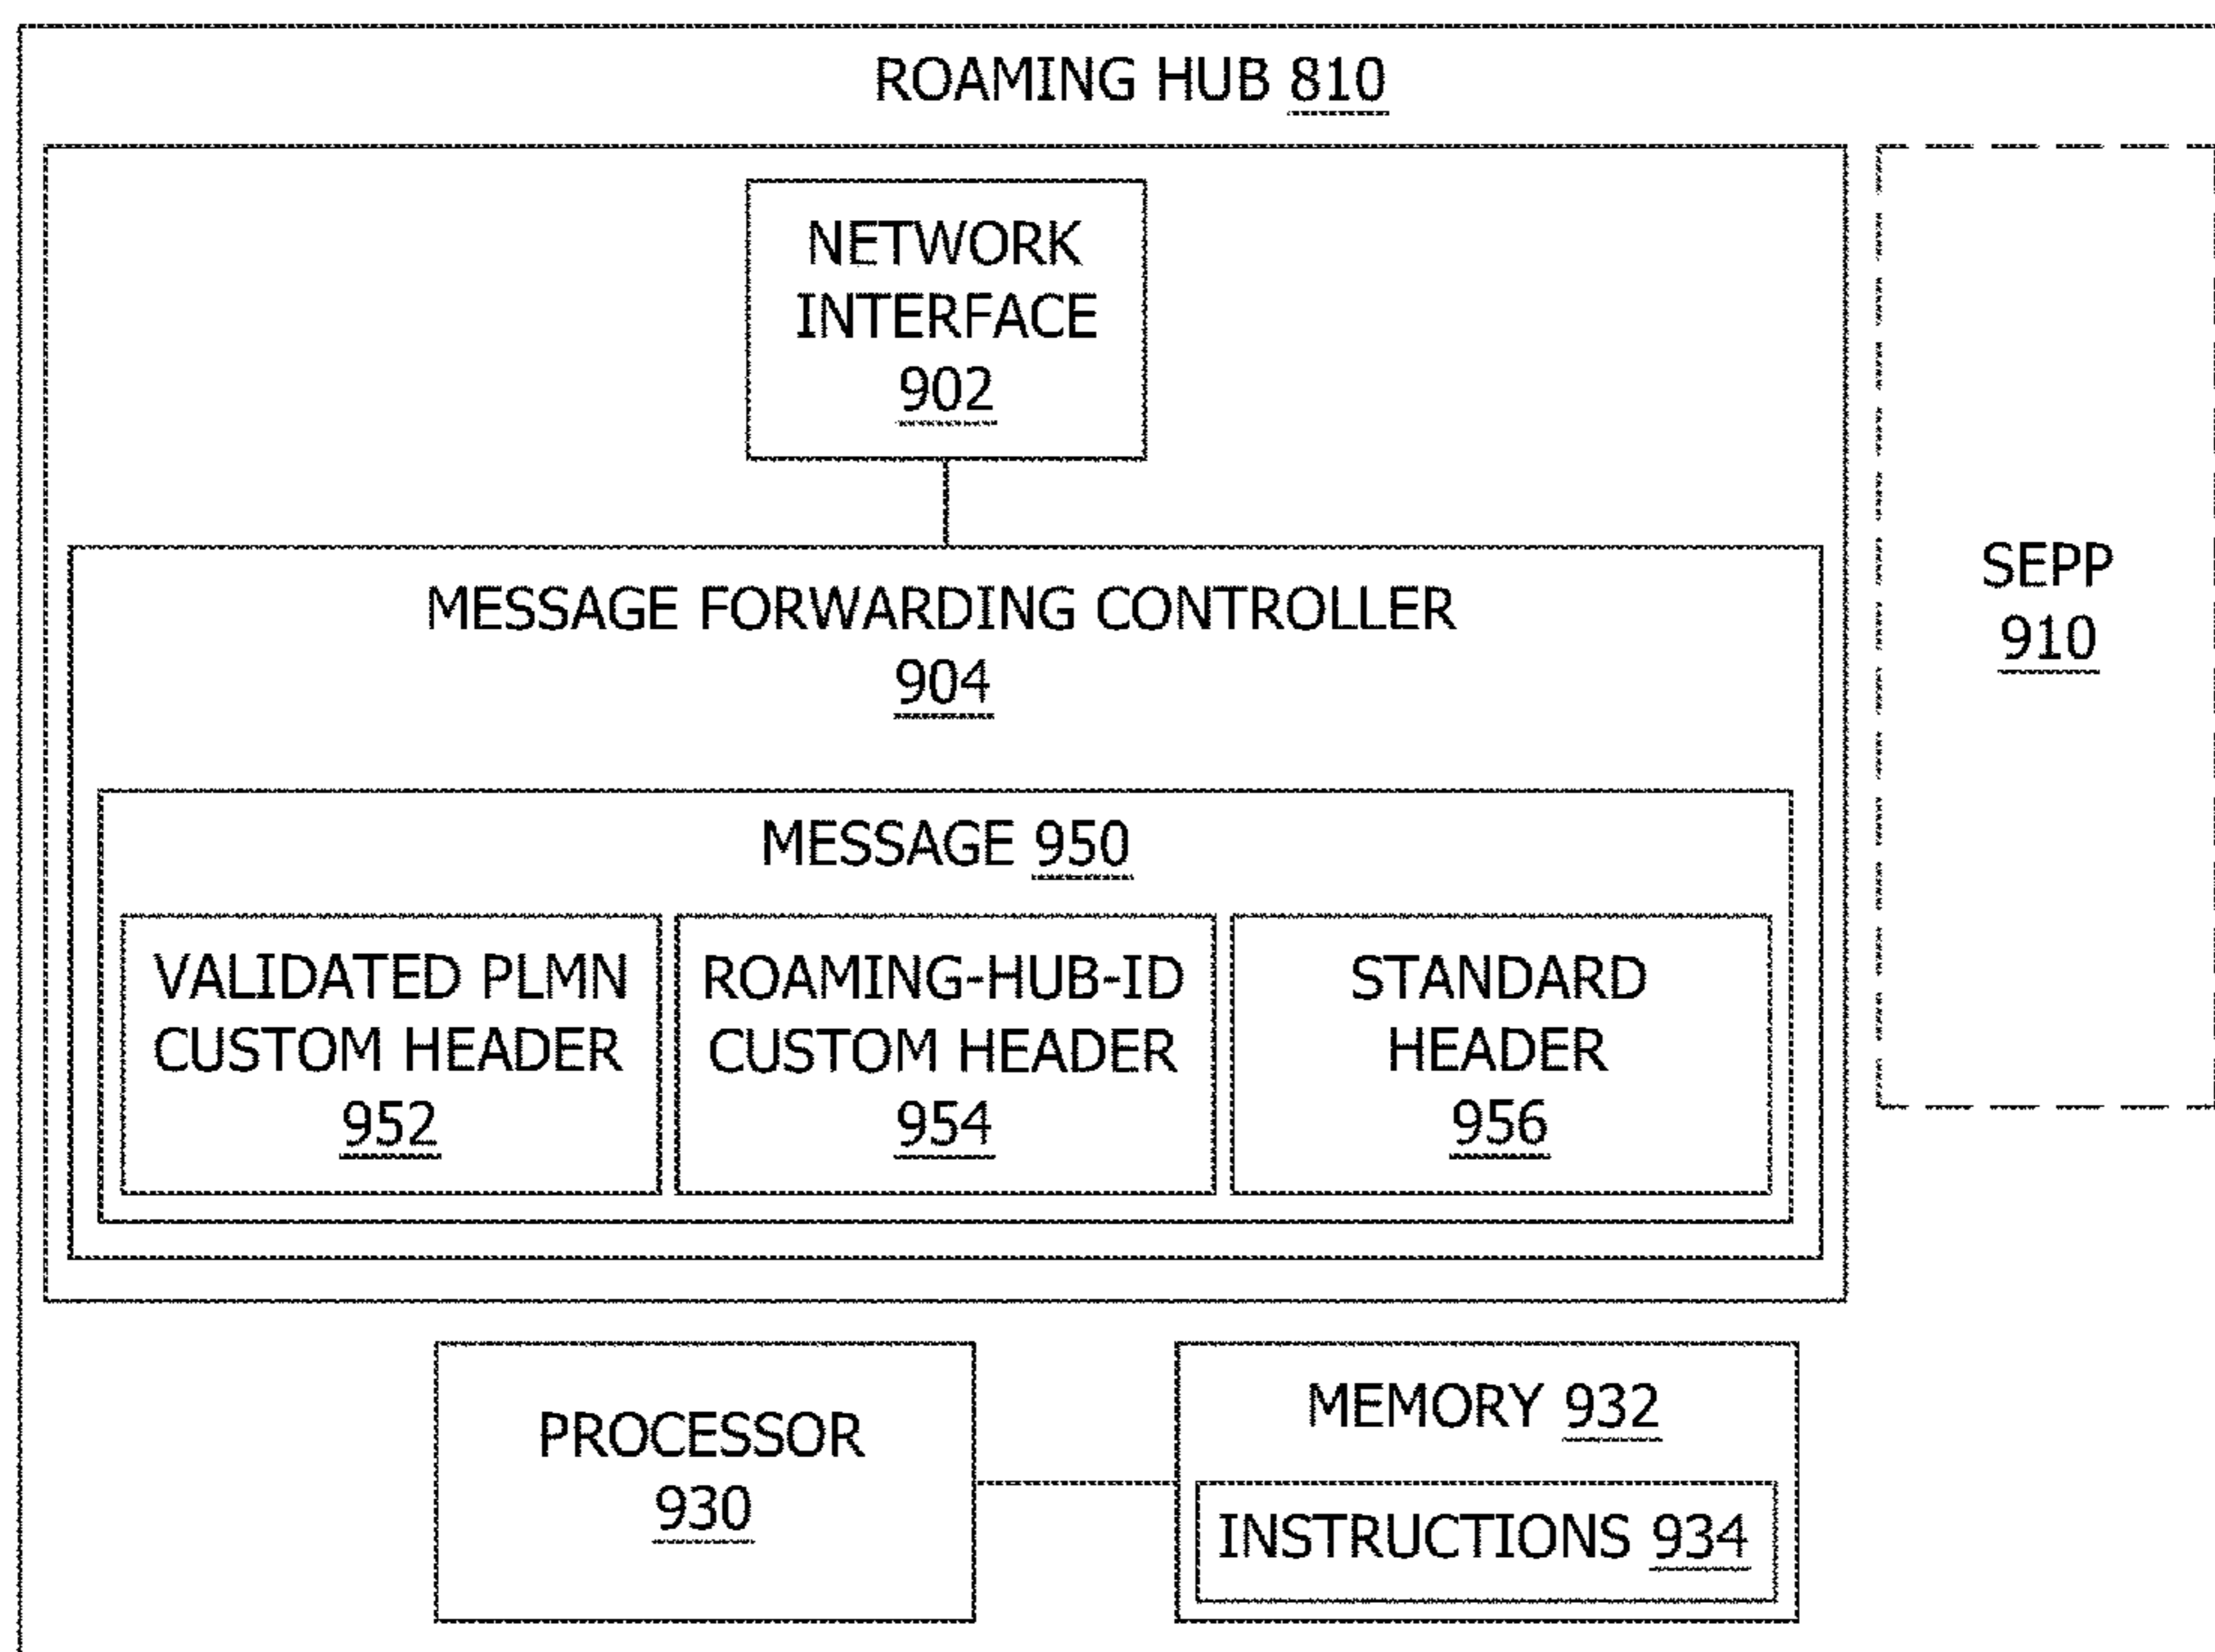 ROAMING HUB 810
NETWORK
INTERFACE
902
MESSAGE FORWARDING CONTROLLER
904
SEPP
910
MESSAGE 950
VALIDATED PLMN
CUSTOM HEADER
952
ROAMING-HUB-ID
CUSTOM HEADER
954
STANDARD
HEADER
956
PROCESSOR
930
MEMORY 932
INSTRUCTIONS 934